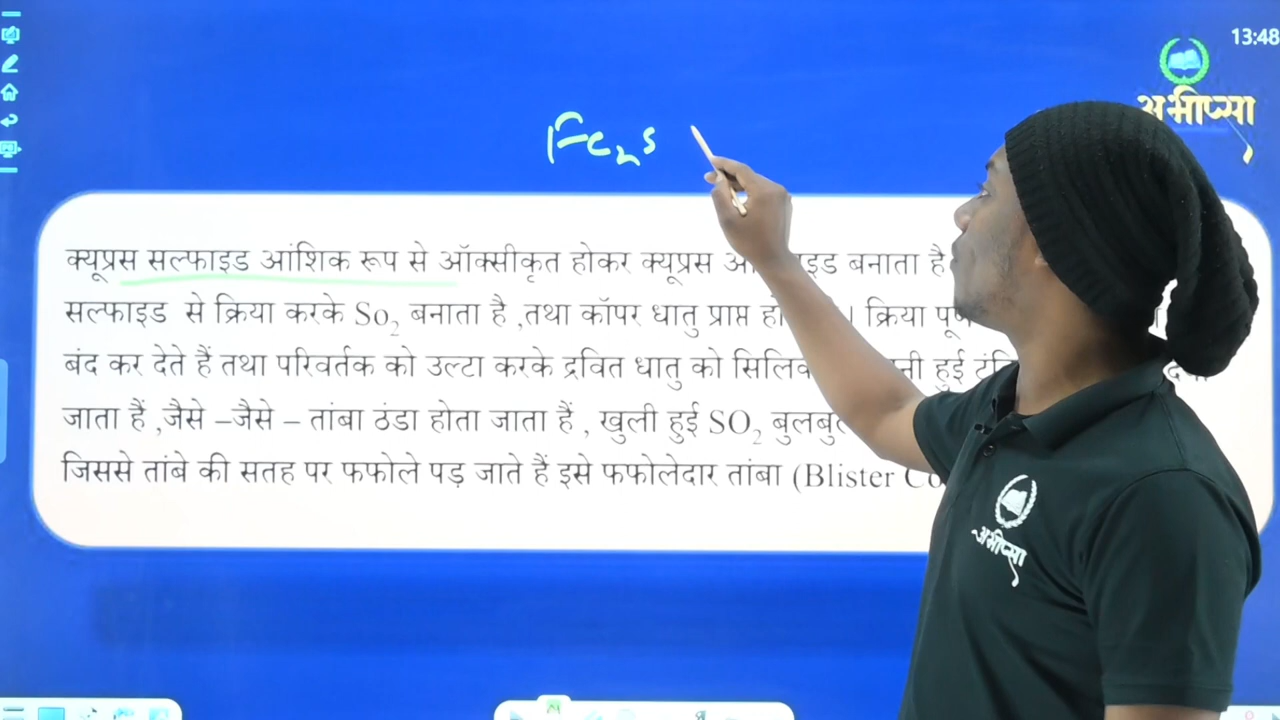 13:48
अभीप्सा
Fe2S
क्यूप्रस सल्फाइड आंशिक रूप से ऑक्सीकृत होकर क्यूप्रस बनाता है
सल्फाइड से क्रिया करके So2 बनाता है ,तथा कॉपर धातु प्राप्त । क्रिया
बंद कर देते हैं तथा परिवर्तक को उल्टा करके द्रवित धातु को हुई
जाता हैं ,जैसे –जैसे – तांबा ठंडा होता जाता हैं , खुली हुई SO2
जिससे तांबे की सतह पर फफोले पड़ जाते हैं इसे फफोलेदार तांबा (Blister
अभीप्सा